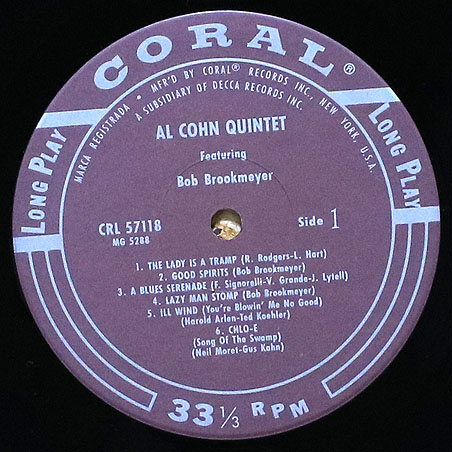 CORAL®
MARCA REGISTRADA • MFR'D BY CORAL® RECORDS INC., NEW YORK, U.S.A.
A SUBSIDIARY OF DECCA RECORDS INC.
LONG PLAY
LONG PLAY
AL COHN QUINTET
Featuring
Bob Brookmeyer
CRL 57118
MG 5288
Side 1
1. THE LADY IS A TRAMP (R. Rodgers-L. Hart)
2. GOOD SPIRITS (Bob Brookmeyer)
3. A BLUES SERENADE (F. Signorelli-V. Grande-J. Lytell)
4. LAZY MAN STOMP (Bob Brookmeyer)
5. ILL WIND (You're Blowin' Me No Good)
(Harold Arlen-Ted Koehler)
6. CHLO-E
(Song Of The Swamp)
(Neil Moret-Gus Kahn)
33 1/3 RPM